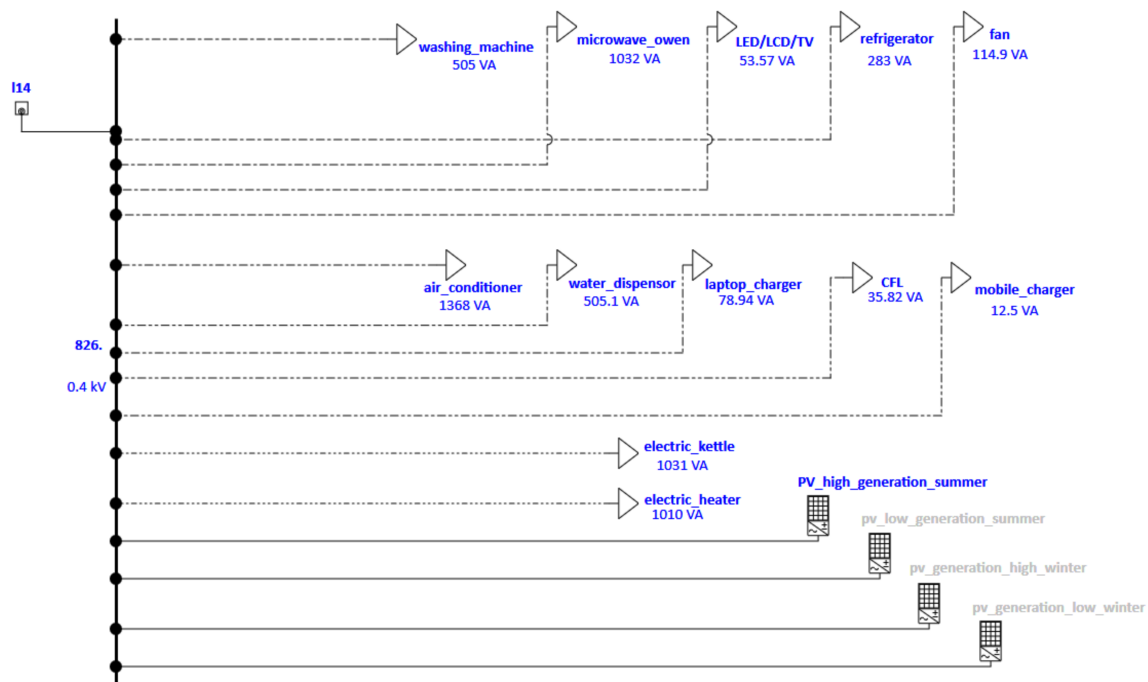 washing_machine
505 VA
microwave_owen
1032 VA
LED/LCD/TV
53.57 VA
refrigerator
283 VA
fan
114.9 VA
l14
air_conditioner
1368 VA
water_dispensor
505.1 VA
laptop_charger
78.94 VA
CFL
35.82 VA
mobile_charger
12.5 VA
826.
0.4 kV
electric_kettle
1031 VA
electric_heater
1010 VA
PV_high_generation_summer
pv_low_generation_summer
pv_generation_high_winter
pv_generation_low_winter